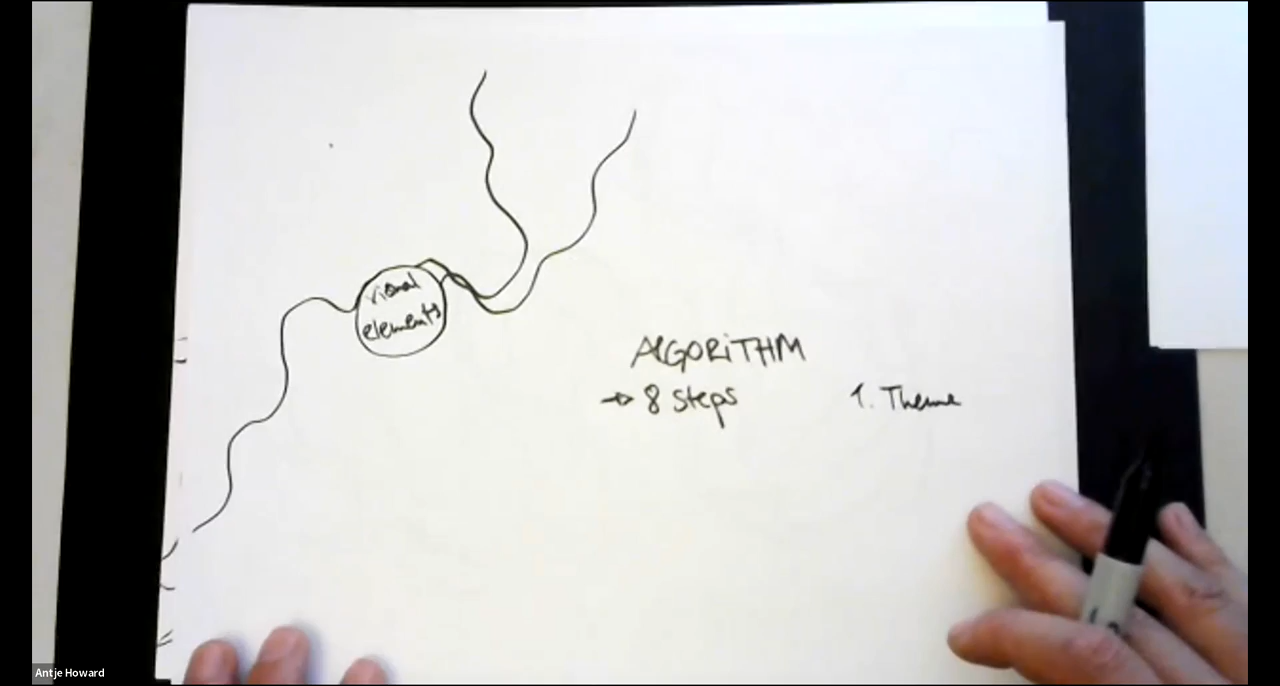 visual
elements
ALGORiTHM
→ 8 steps
1. Theme
Antje Howard